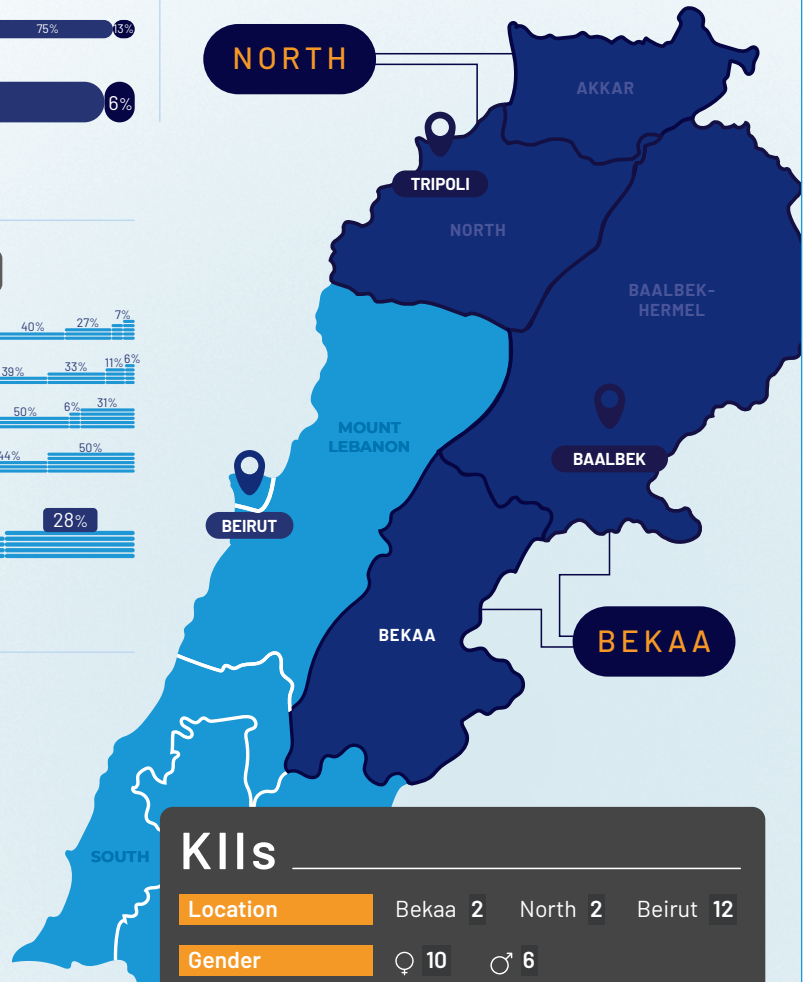 75% 13%
6%
NORTH
AKKAR
TRIPOLI
NORTH
BAALBEK-
HERMEL
40% 27% 7%
39% 33% 11% 6%
50% 6% 31%
44% 50%
28%
MOUNT
LEBANON
BAALBEK
BEIRUT
BEKAA
BEKAA
SOUTH
KIIs
Location Bekaa 2 North 2 Beirut 12
Gender ♀ 10 ♂ 6